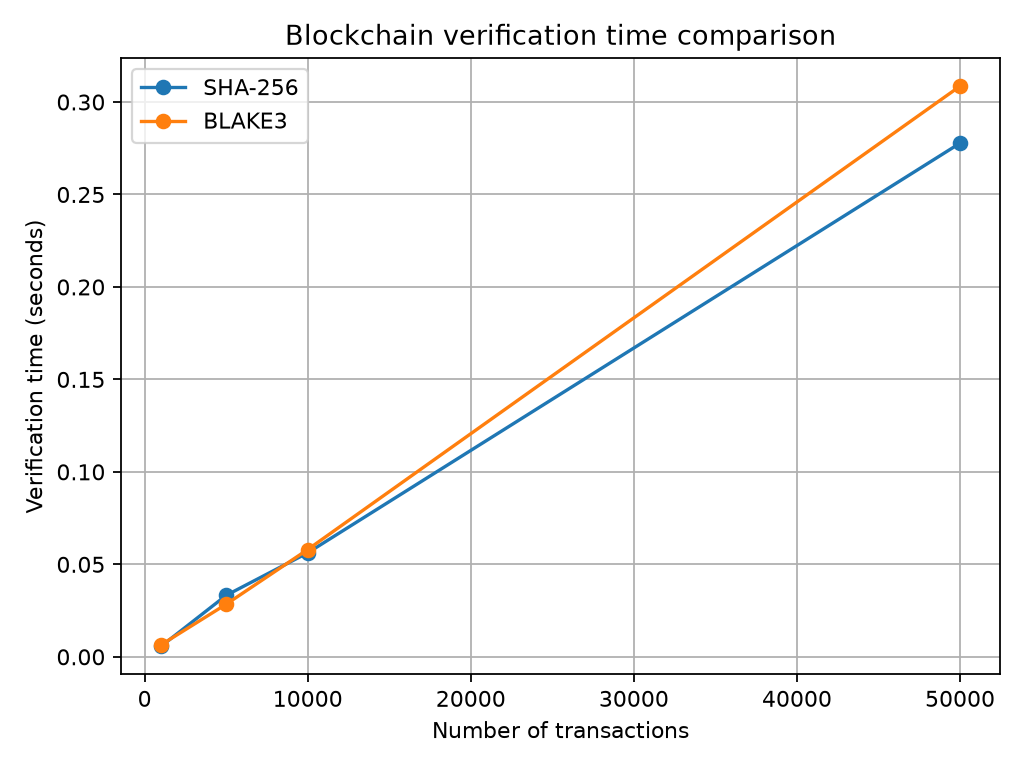 Blockchain verification time comparison
SHA-256
BLAKE3
Verification time (seconds)
0.30
0.25
0.20
0.15
0.10
0.05
0.00
0 10000 20000 30000 40000 50000
Number of transactions